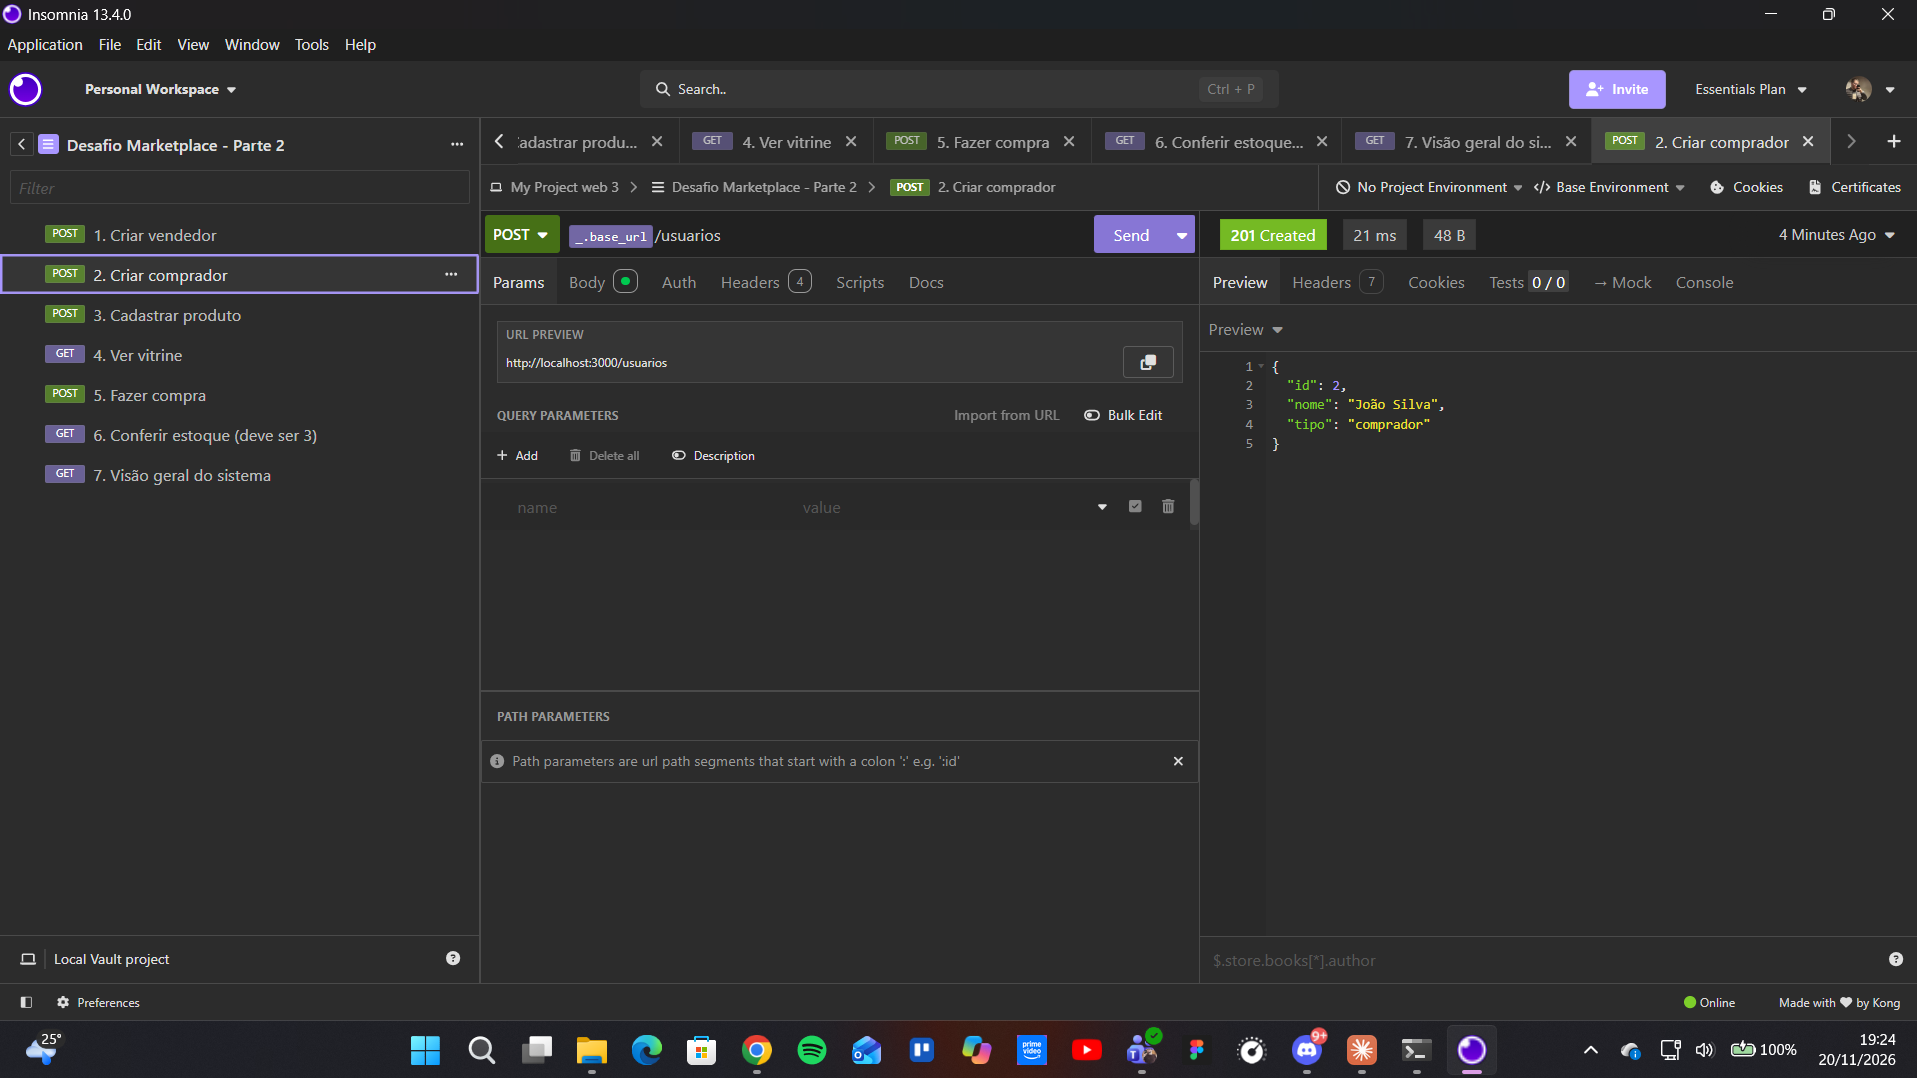 Insomnia 13.4.0
Application File Edit View Window Tools Help
Personal Workspace
Search..
Ctrl + P
Invite
Essentials Plan
Desafio Marketplace - Parte 2
Filter
POST 1. Criar vendedor
POST 2. Criar comprador
POST 3. Cadastrar produto
GET 4. Ver vitrine
POST 5. Fazer compra
GET 6. Conferir estoque (deve ser 3)
GET 7. Visão geral do sistema
Local Vault project
Preferences
adastrar produ...
GET 4. Ver vitrine
POST 5. Fazer compra
GET 6. Conferir estoque...
GET 7. Visão geral do si...
POST 2. Criar comprador
My Project web 3
Desafio Marketplace - Parte 2
POST 2. Criar comprador
No Project Environment
Base Environment
Cookies
Certificates
POST
_.base_url /usuarios
Send
Params Body Auth Headers 4 Scripts Docs
URL PREVIEW
http://localhost:3000/usuarios
QUERY PARAMETERS
Import from URL
Bulk Edit
Add
Delete all
Description
name value
PATH PARAMETERS
Path parameters are url path segments that start with a colon ':' e.g. ':id'
201 Created
21 ms
48 B
4 Minutes Ago
Preview Headers 7 Cookies Tests 0 / 0 → Mock Console
Preview
1 {
2 "id": 2,
3 "nome": "João Silva",
4 "tipo": "comprador"
5 }
$.store.books[*].author
Online
Made with ♥ by Kong
25°
prime video
9+
100%
19:24
20/11/2026